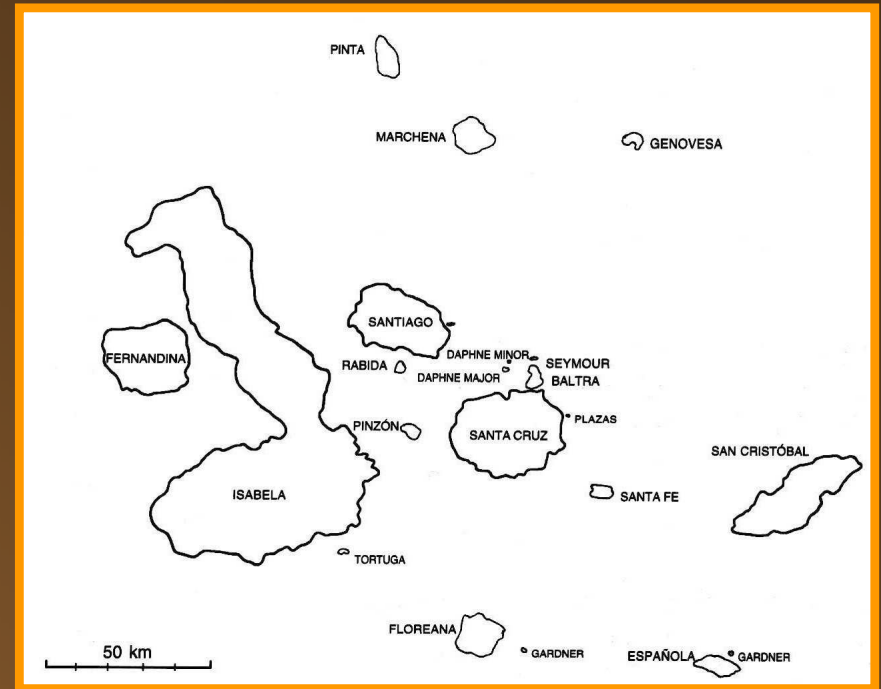 PINTA
MARCHENA
GENOVESA
SANTIAGO
FERNANDINA
RABIDA
DAPHNE MINOR
SEYMOUR
DAPHNE MAJOR
BALTRA
PLAZAS
PINZÓN
SANTA CRUZ
SAN CRISTÓBAL
ISABELA
SANTA FE
TORTUGA
FLOREANA
GARDNER
ESPAÑOLA
GARDNER
50 km